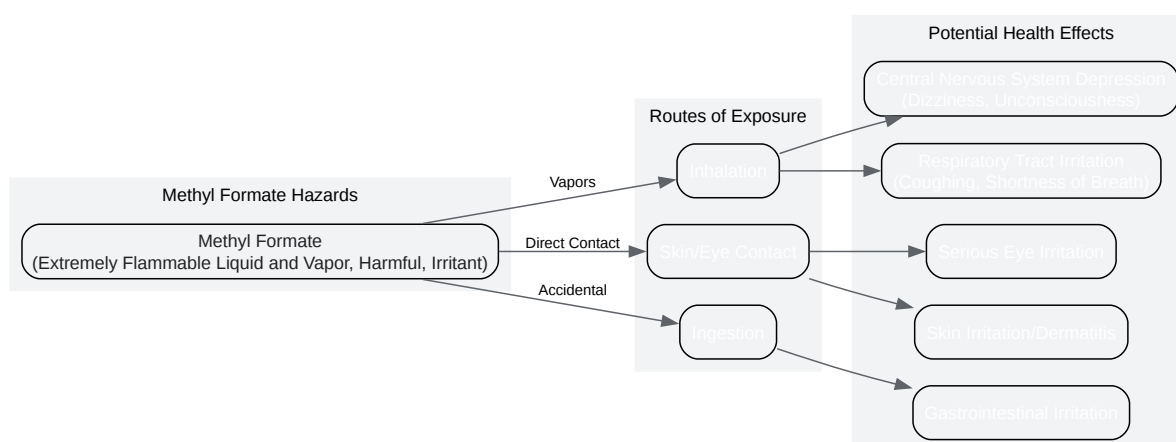 Methyl Formate Hazards
Methyl Formate
(Extremely Flammable Liquid and Vapor, Harmful, Irritant)
Vapors
Direct Contact
Accidental
Routes of Exposure
Inhalation
Skin/Eye Contact
Ingestion
Potential Health Effects
Central Nervous System Depression
(Dizziness, Unconsciousness)
Respiratory Tract Irritation
(Coughing, Shortness of Breath)
Serious Eye Irritation
Skin Irritation/Dermatitis
Gastrointestinal Irritation